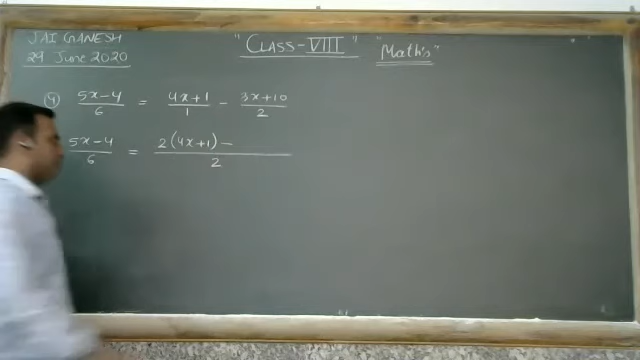 JAI GANESH
29 June 2020
"CLASS-VIII" "Math's"
4) 5x-4/6 = 4x+1/1 - 3x+10/2
5x-4/6 = 2(4x+1)-/2